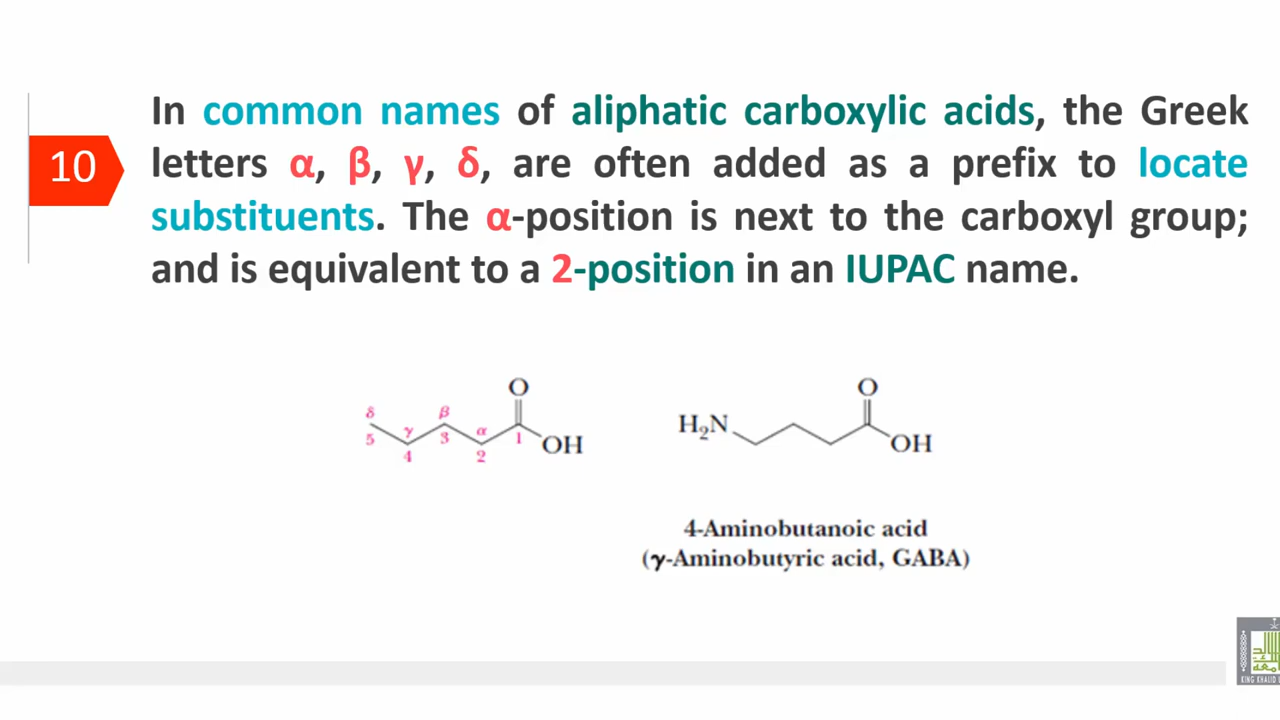 10
In common names of aliphatic carboxylic acids, the Greek
letters α, β, γ, δ, are often added as a prefix to locate
substituents. The α-position is next to the carboxyl group;
and is equivalent to a 2-position in an IUPAC name.
O
δ
β
γ
α
5
3
1
4
2
OH
O
H₂N
OH
4-Aminobutanoic acid
(γ-Aminobutyric acid, GABA)
KING KHALID